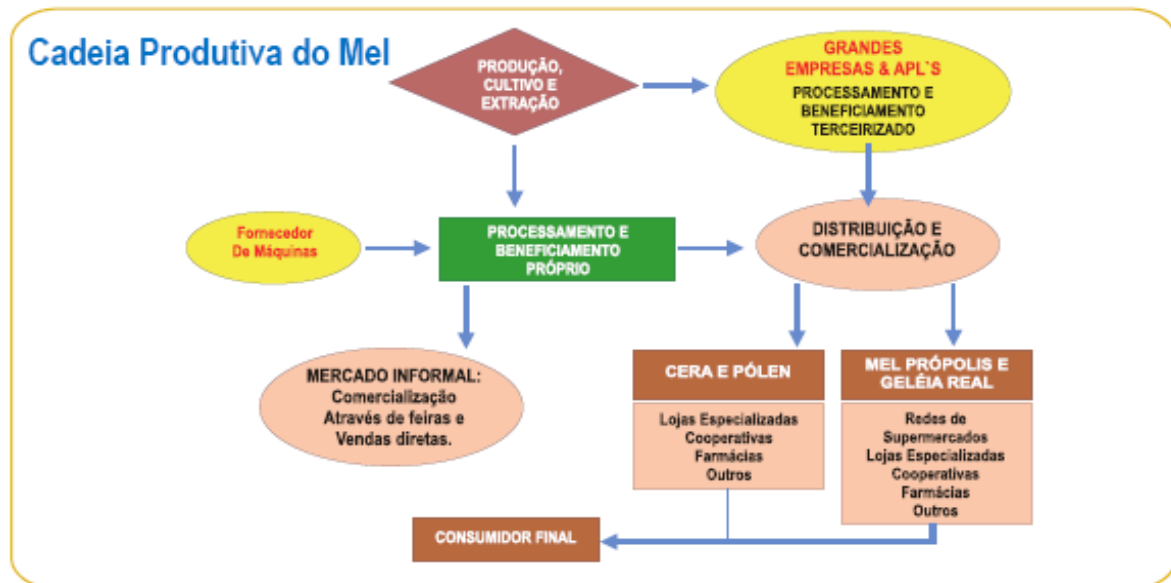 Cadeia Produtiva do Mel
PRODUÇÃO,
CULTIVO E
EXTRAÇÃO
GRANDES
EMPRESAS & APL`S
PROCESSAMENTO E
BENEFICIAMENTO
TERCEIRIZADO
Fornecedor
De Máquinas
PROCESSAMENTO E
BENEFICIAMENTO
PRÓPRIO
DISTRIBUIÇÃO E
COMERCIALIZAÇÃO
MERCADO INFORMAL:
Comercialização
Através de feiras e
Vendas diretas.
CERA E PÓLEN
Lojas Especializadas
Cooperativas
Farmácias
Outros
MEL PRÓPOLIS E
GELÉIA REAL
Redes de
Supermercados
Lojas Especializadas
Cooperativas
Farmácias
Outros
CONSUMIDOR FINAL